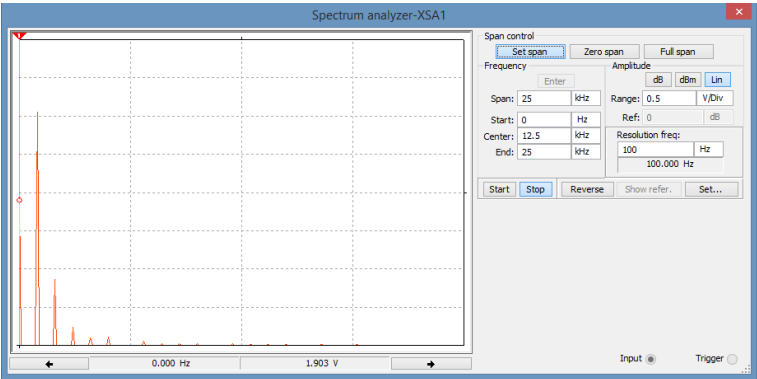 Spectrum analyzer-XSA1
×
1
Span control
Set span Zero span Full span
Frequency
Enter
Span: 25 kHz
Start: 0 Hz
Center: 12.5 kHz
End: 25 kHz
Amplitude
dB dBm Lin
Range: 0.5 V/Div
Ref: 0 dB
Resolution freq:
100 Hz
100.000 Hz
Start Stop Reverse Show refer. Set...
0.000 Hz 1.903 V
Input Trigger